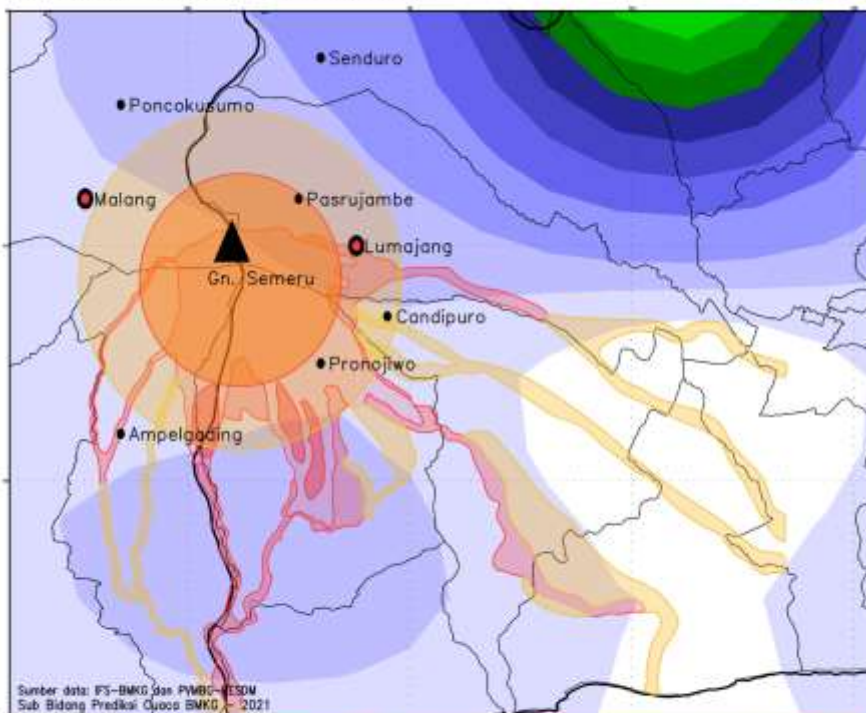 Senduro
Poncokusumo
Malang
Pasrujambe
Lumajang
Gn. Semeru
Candipuro
Pronojiwo
Ampelgading
Sumber data: IFS-BMKG dan PVMBG-KESDM
Sub Bidang Prediksi Cuaca BMKG - 2021